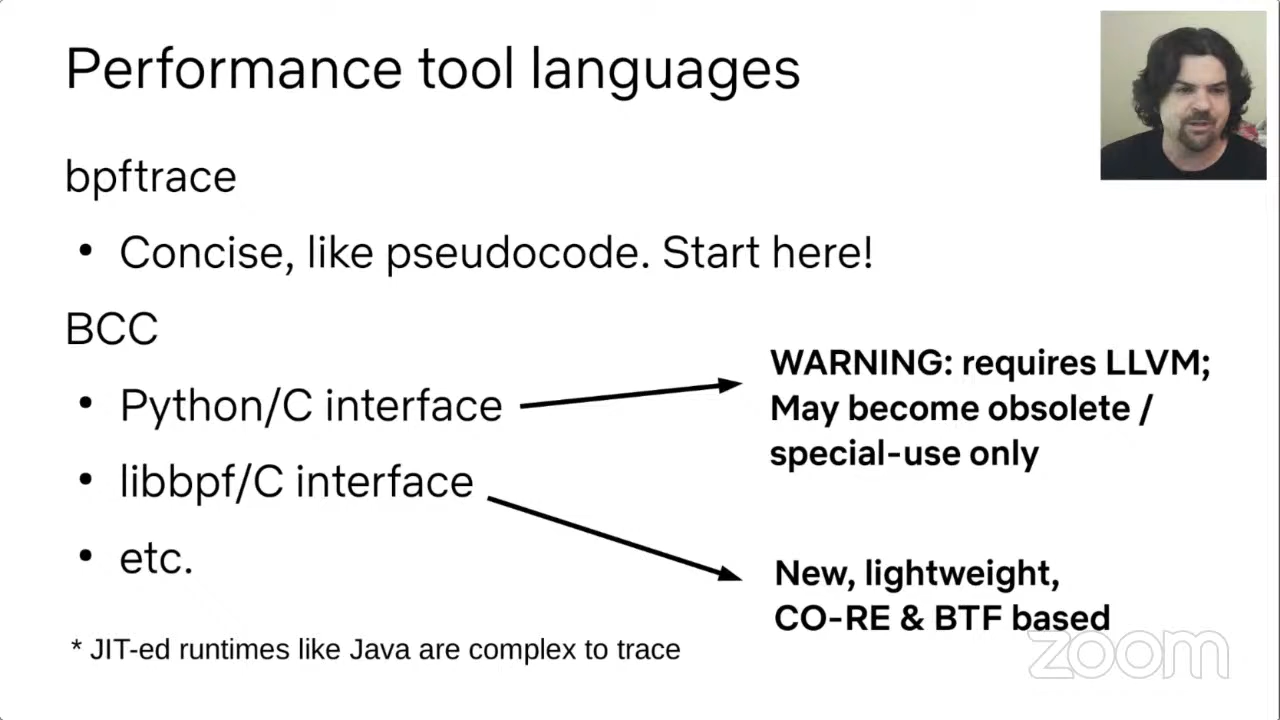 Performance tool languages
bpftrace
• Concise, like pseudocode. Start here!
BCC
• Python/C interface
• libbpf/C interface
• etc.
WARNING: requires LLVM;
May become obsolete /
special-use only
New, lightweight,
CO-RE & BTF based
* JIT-ed runtimes like Java are complex to trace
zoom